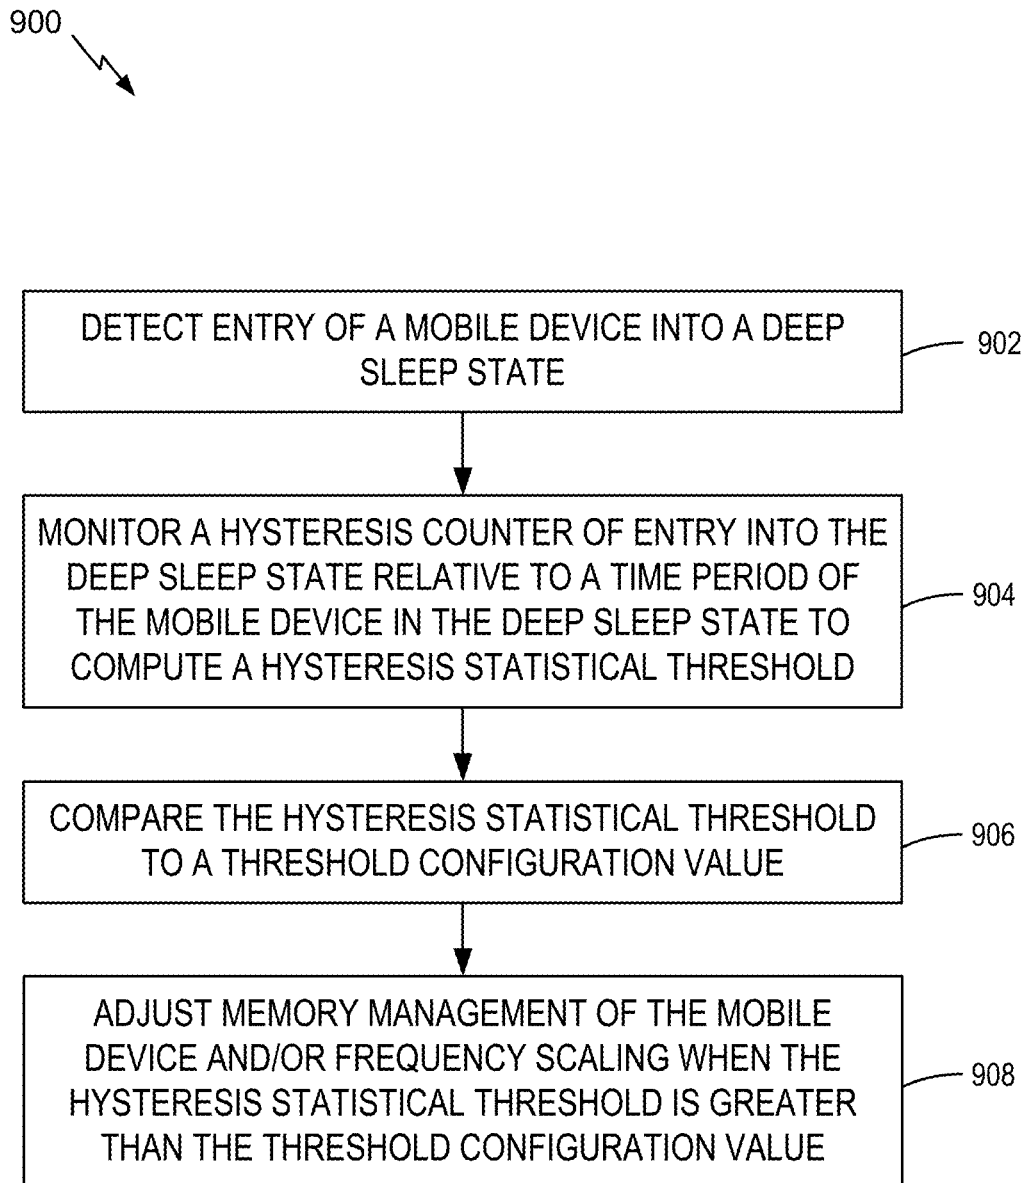 900
DETECT ENTRY OF A MOBILE DEVICE INTO A DEEP
SLEEP STATE
902
MONITOR A HYSTERESIS COUNTER OF ENTRY INTO THE
DEEP SLEEP STATE RELATIVE TO A TIME PERIOD OF
THE MOBILE DEVICE IN THE DEEP SLEEP STATE TO
COMPUTE A HYSTERESIS STATISTICAL THRESHOLD
904
COMPARE THE HYSTERESIS STATISTICAL THRESHOLD
TO A THRESHOLD CONFIGURATION VALUE
906
ADJUST MEMORY MANAGEMENT OF THE MOBILE
DEVICE AND/OR FREQUENCY SCALING WHEN THE
HYSTERESIS STATISTICAL THRESHOLD IS GREATER
THAN THE THRESHOLD CONFIGURATION VALUE
908